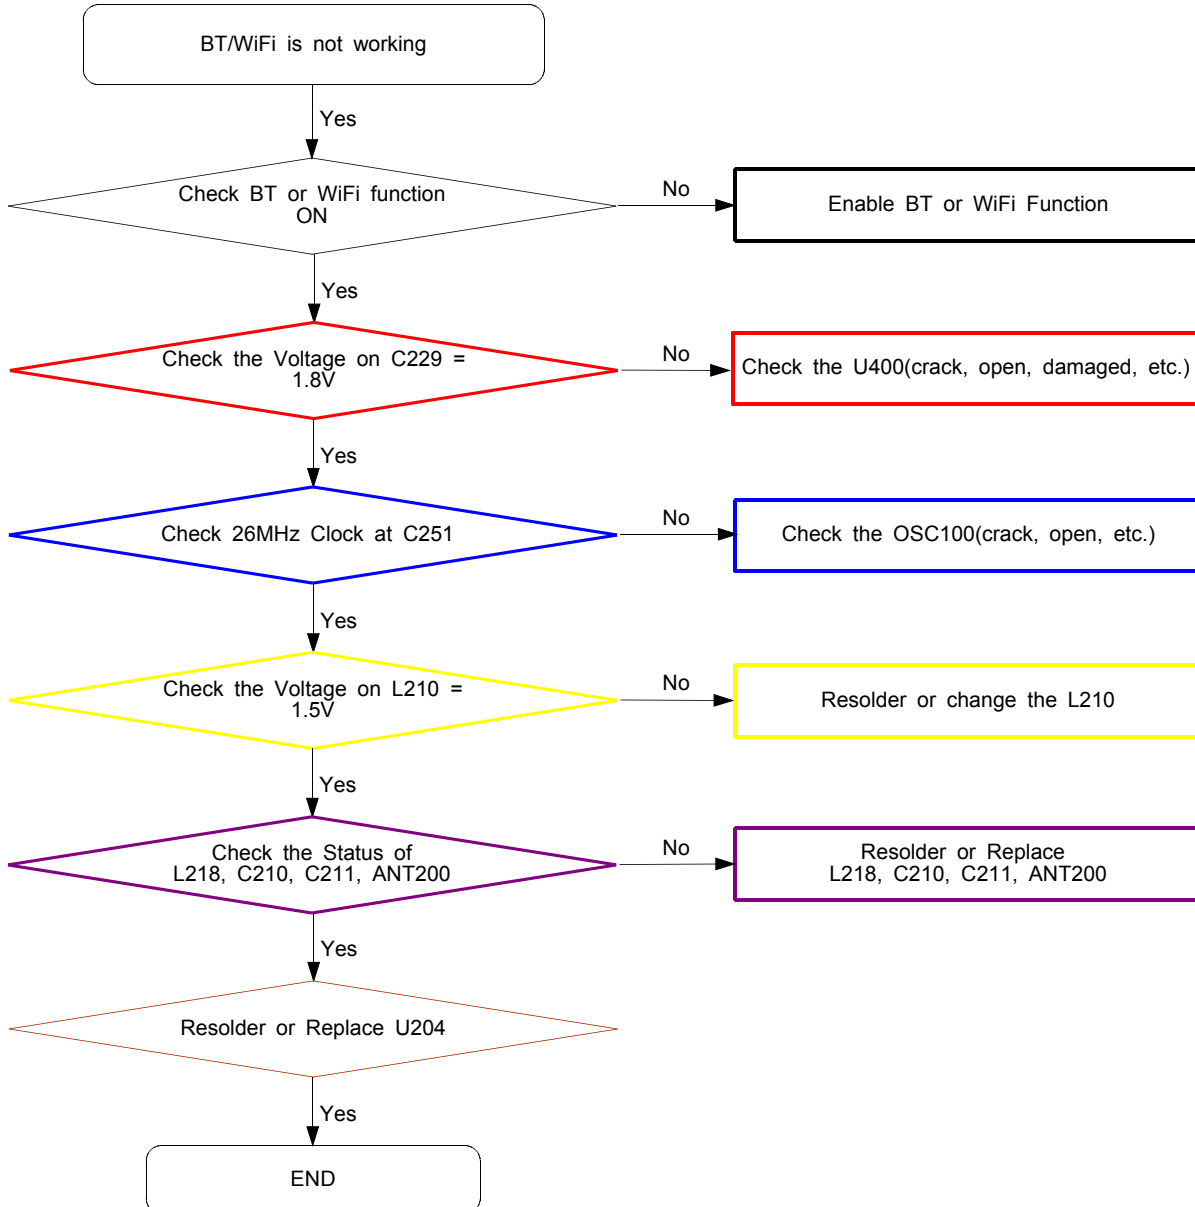 BT/WiFi is not working
Yes
Check BT or WiFi function
ON
No
Enable BT or WiFi Function
Yes
Check the Voltage on C229 =
1.8V
No
Check the U400(crack, open, damaged, etc.)
Yes
Check 26MHz Clock at C251
No
Check the OSC100(crack, open, etc.)
Yes
Check the Voltage on L210 =
1.5V
No
Resolder or change the L210
Yes
Check the Status of
L218, C210, C211, ANT200
No
Resolder or Replace
L218, C210, C211, ANT200
Yes
Resolder or Replace U204
Yes
END